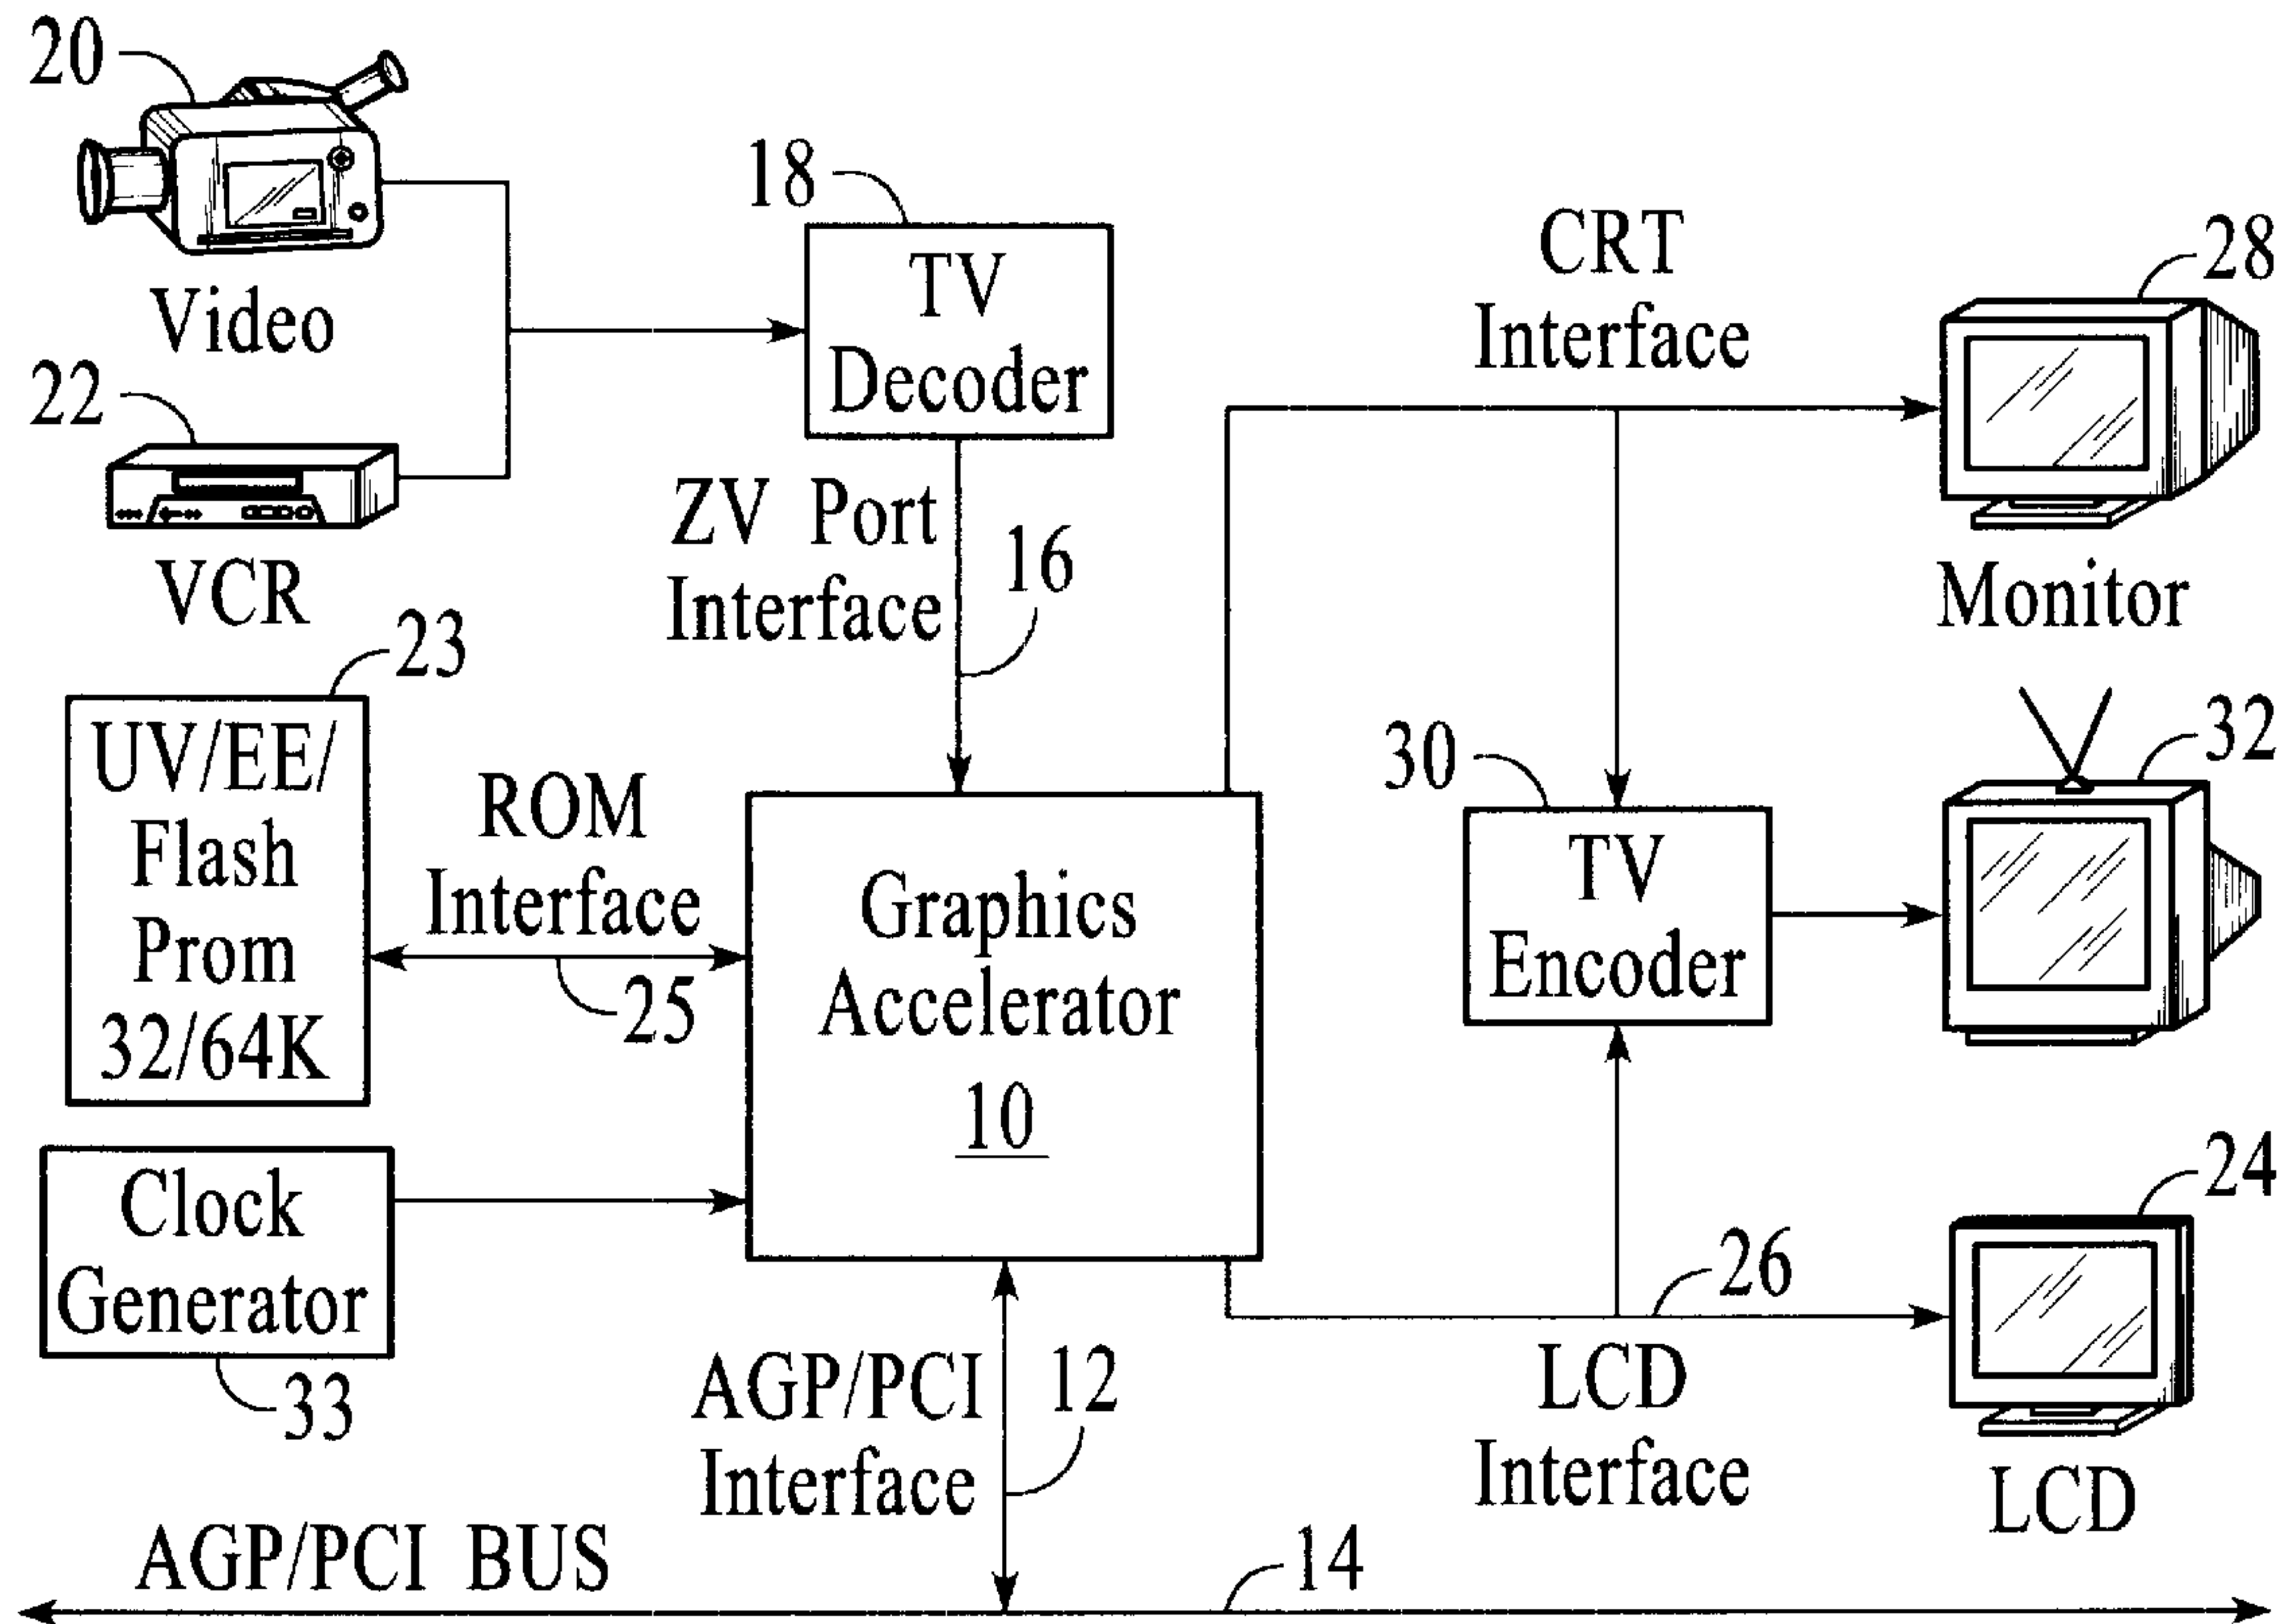 20
Video
22
VCR
18
TV
Decoder
ZV Port
Interface
16
CRT
Interface
28
Monitor
23
UV/EE/
Flash
Prom
32/64K
ROM
Interface
25
Graphics
Accelerator
10
30
TV
Encoder
32
Clock
Generator
33
AGP/PCI
Interface
12
26
LCD
Interface
24
LCD
AGP/PCI BUS
14